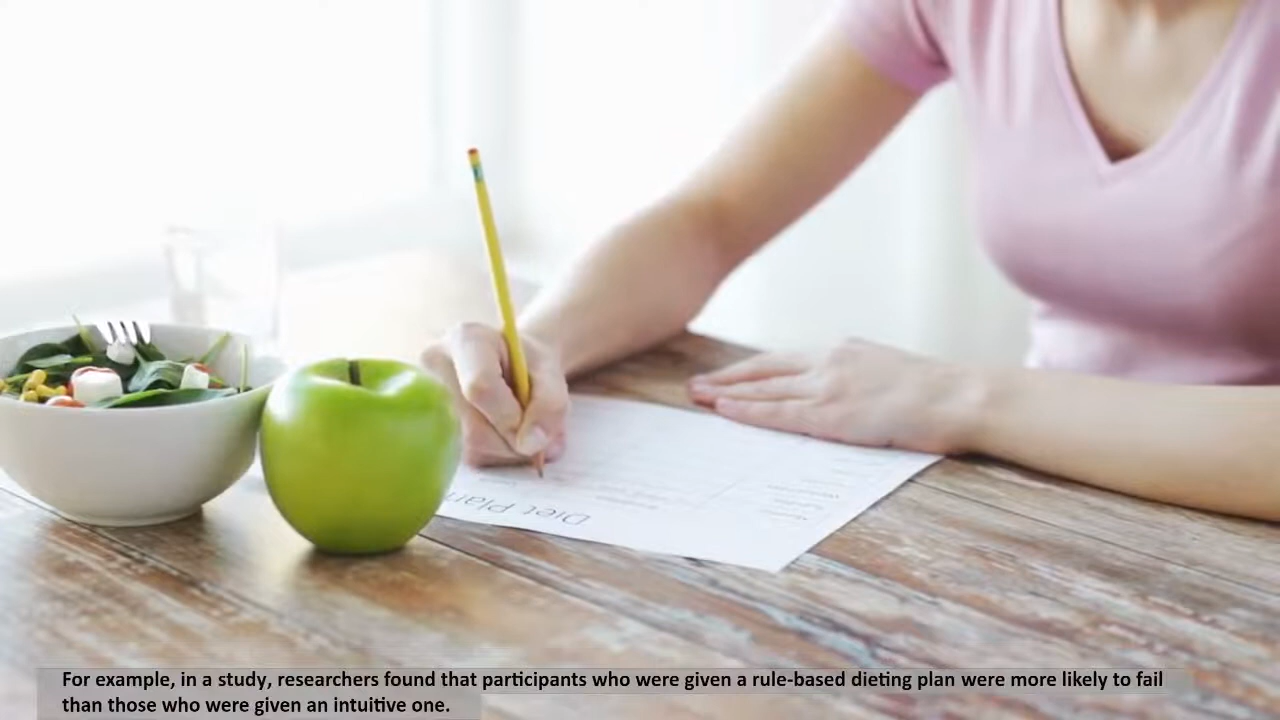 Diet Plan
For example, in a study, researchers found that participants who were given a rule-based dieting plan were more likely to fail
than those who were given an intuitive one.